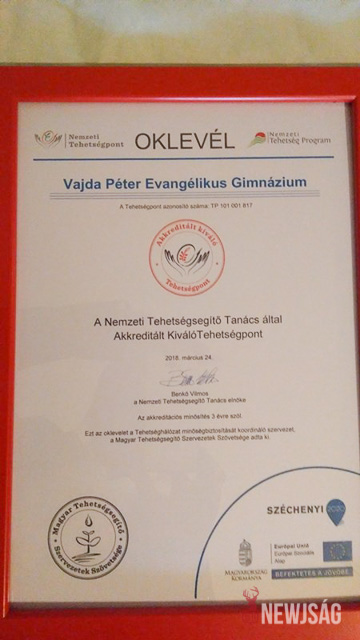 Nemzeti
Tehetségpont
OKLEVÉL
Nemzeti
Tehetség Program
Vajda Péter Evangélikus Gimnázium
A Tehetségpont azonosító száma: TP 101 001 817
Akkreditált kiváló
Tehetségpont
A Nemzeti Tehetségsegítő Tanács által
Akkreditált KiválóTehetségpont
2018. március 24.
Benkő Vilmos
a Nemzeti Tehetségsegítő Tanács elnöke
Az akkreditációs minősítés 3 évre szól.
Ezt az oklevelet a Tehetséghálózat minőségbiztosítását koordináló szervezet,
a Magyar Tehetségsegítő Szervezetek Szövetsége adta ki.
Magyar Tehetségsegítő
Szervezetek Szövetsége
SZÉCHENYI 2020
MAGYARORSZÁG
KORMÁNYA
Európai Unió
Európai Szociális
Alap
BEFEKTETÉS A JÖVŐBE
NEWJSÁG